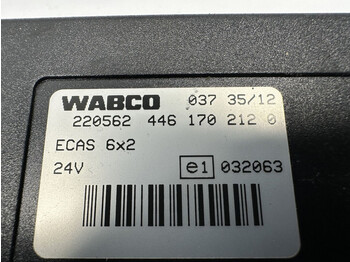 WABCO 037 35/12
220562 446 170 212 0
ECAS 6x2
24V e1 032063